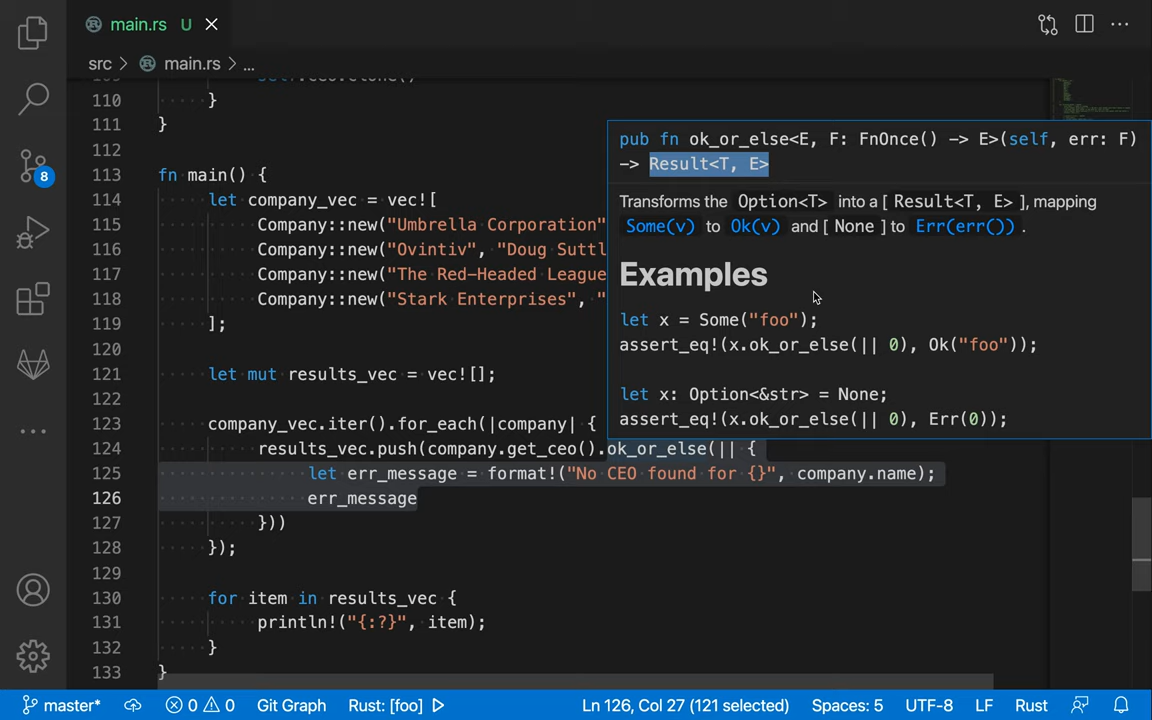 main.rs U
src > main.rs > ...
self.ceo.clone()
110 }
111 }
112
113 fn main() {
114 let company_vec = vec![
115 Company::new("Umbrella Corporation"
116 Company::new("Ovintiv", "Doug Suttl
117 Company::new("The Red-Headed League
118 Company::new("Stark Enterprises", "
119 ];
120
121 let mut results_vec = vec![];
122
123 company_vec.iter().for_each(|company| {
124 results_vec.push(company.get_ceo().ok_or_else(|| {
125 let err_message = format!("No CEO found for {}", company.name);
126 err_message
127 }))
128 });
129
130 for item in results_vec {
131 println!("{:?}", item);
132 }
133 }
pub fn ok_or_else<E, F: FnOnce() -> E>(self, err: F)
-> Result<T, E>
Transforms the Option<T> into a [ Result<T, E> ], mapping
Some(v) to Ok(v) and [ None ] to Err(err()) .
Examples
let x = Some("foo");
assert_eq!(x.ok_or_else(|| 0), Ok("foo"));
let x: Option<&str> = None;
assert_eq!(x.ok_or_else(|| 0), Err(0));
8
master* 0 0 Git Graph Rust: [foo] Ln 126, Col 27 (121 selected) Spaces: 5 UTF-8 LF Rust